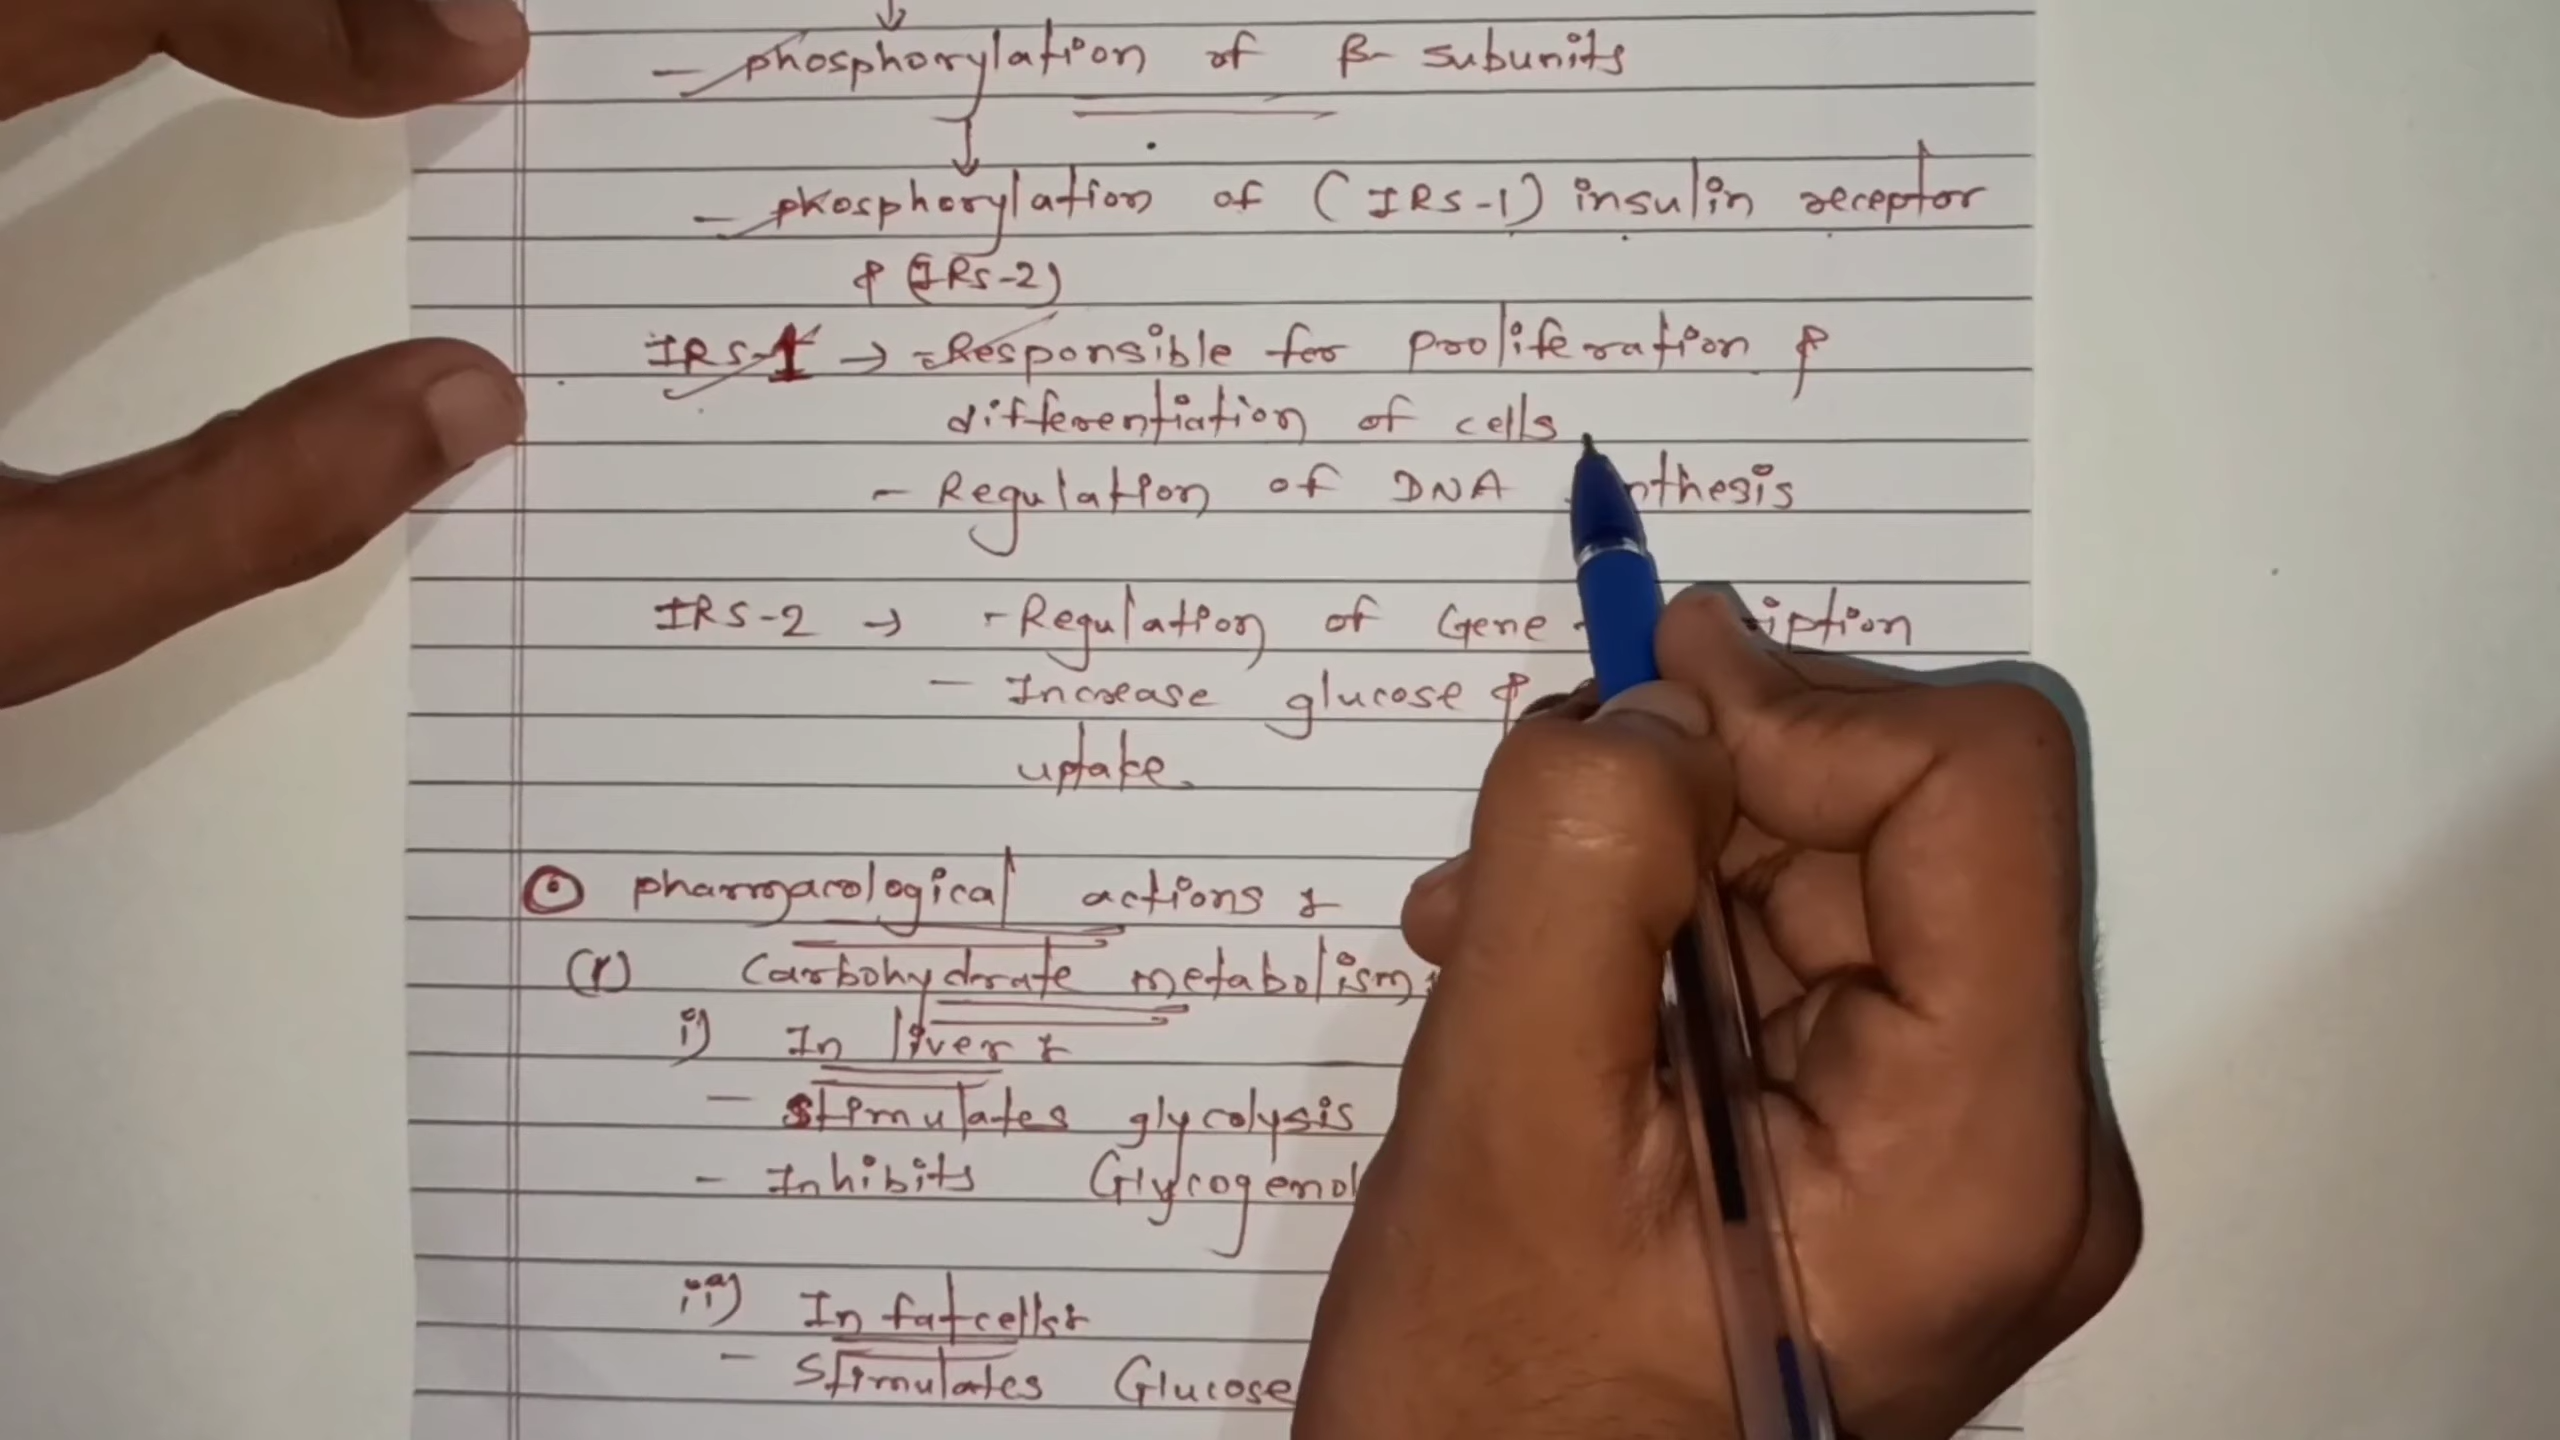 - phosphorylation of β- subunits
- phosphorylation of (IRS-1) insulin receptor
& (IRS-2)
IRS-1 → - Responsible for proliferation &
differentiation of cells
- Regulation of DNA
IRS-2 → - Regulation of Gene
- Increase glucose &
uptake.
pharmacological actions :
(1) Carbohydrate metabolism:
i) In liver :
- Stimulates glycolysis
- Inhibits
ii) In fat cells:
- Stimulates Glucose